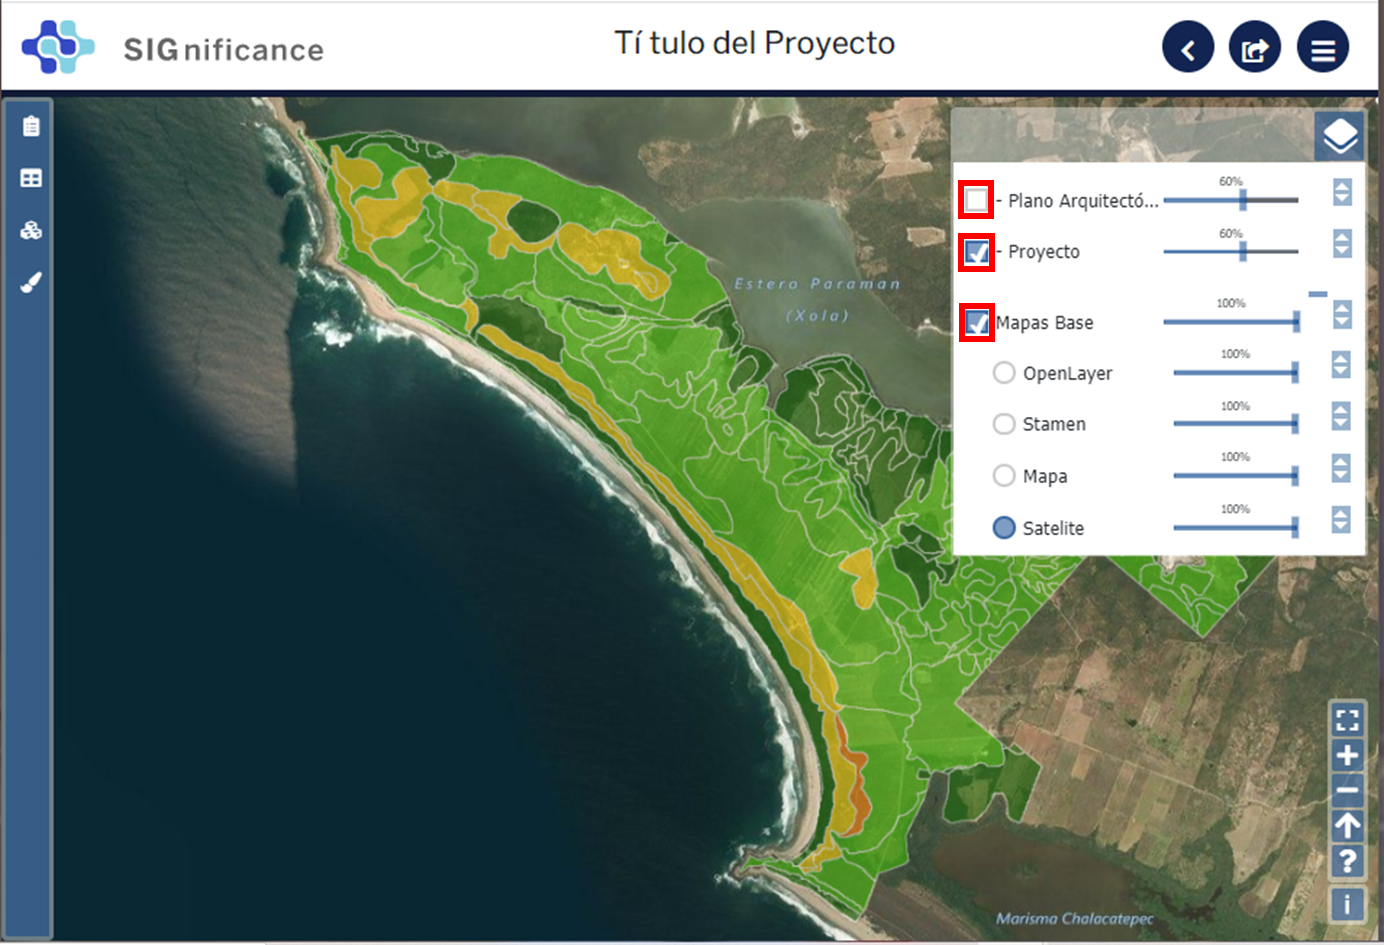 SIGnificance
Tí tulo del Proyecto
60%
- Plano Arquitectó...
60%
- Proyecto
100%
Mapas Base
100%
OpenLayer
100%
Stamen
100%
Mapa
100%
Satelite
Estero Paraman
(Xola)
?
i
Marisma Chalacatepec